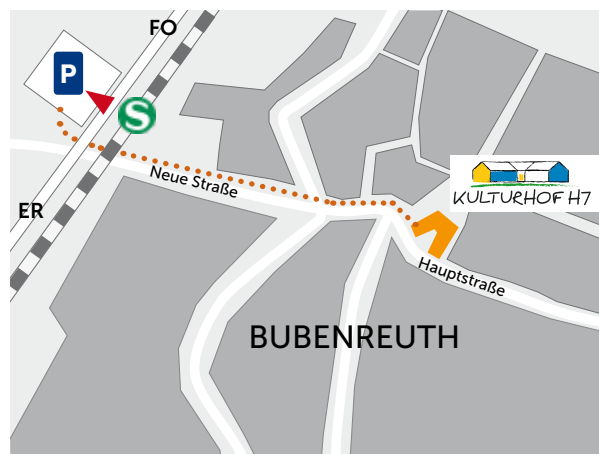 FO
P
S
Neue Straße
KULTURHOF H7
ER
Hauptstraße
BUBENREUTH